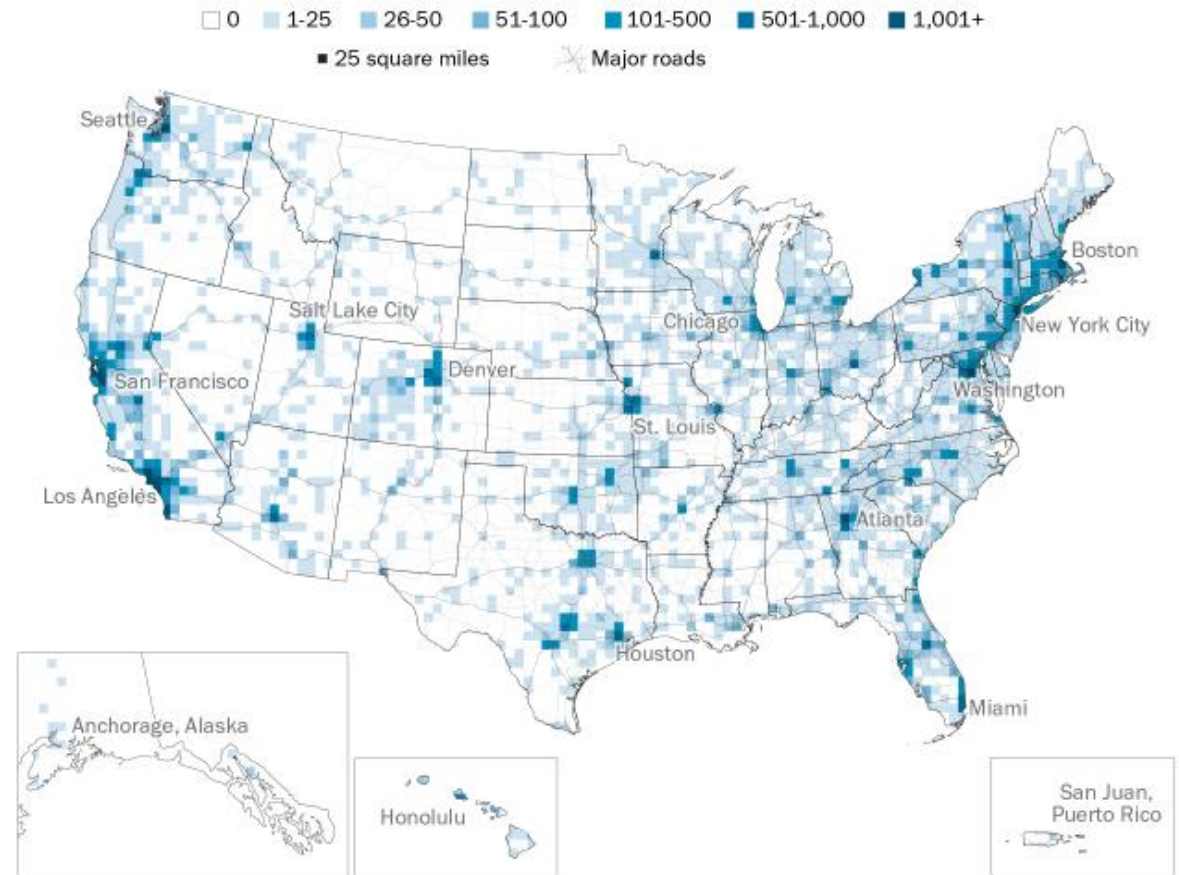 0 1-25 26-50 51-100 101-500 501-1,000 1,001+
25 square miles Major roads
Seattle
Boston
Salt Lake City
Chicago
New York City
Denver
San Francisco
Washington
St. Louis
Los Angeles
Atlanta
Houston
Miami
Anchorage, Alaska
Honolulu
San Juan,
Puerto Rico